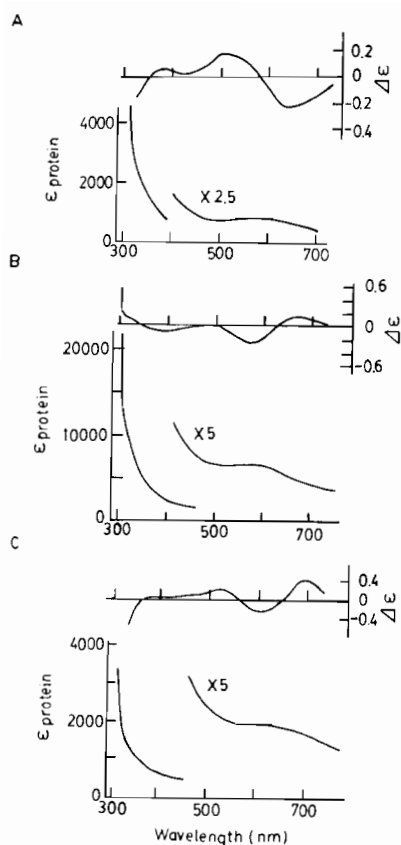 A
0.2
0
-0.2
-0.4
Δε
4000
2000
0
ε protein
X 2.5
300 500 700
B
0.6
0
-0.6
Δε
20000
10000
0
ε protein
X 5
300 500 700
C
0.4
0
-0.4
Δε
4000
2000
0
ε protein
X5
300 500 700
Wavelength (nm)